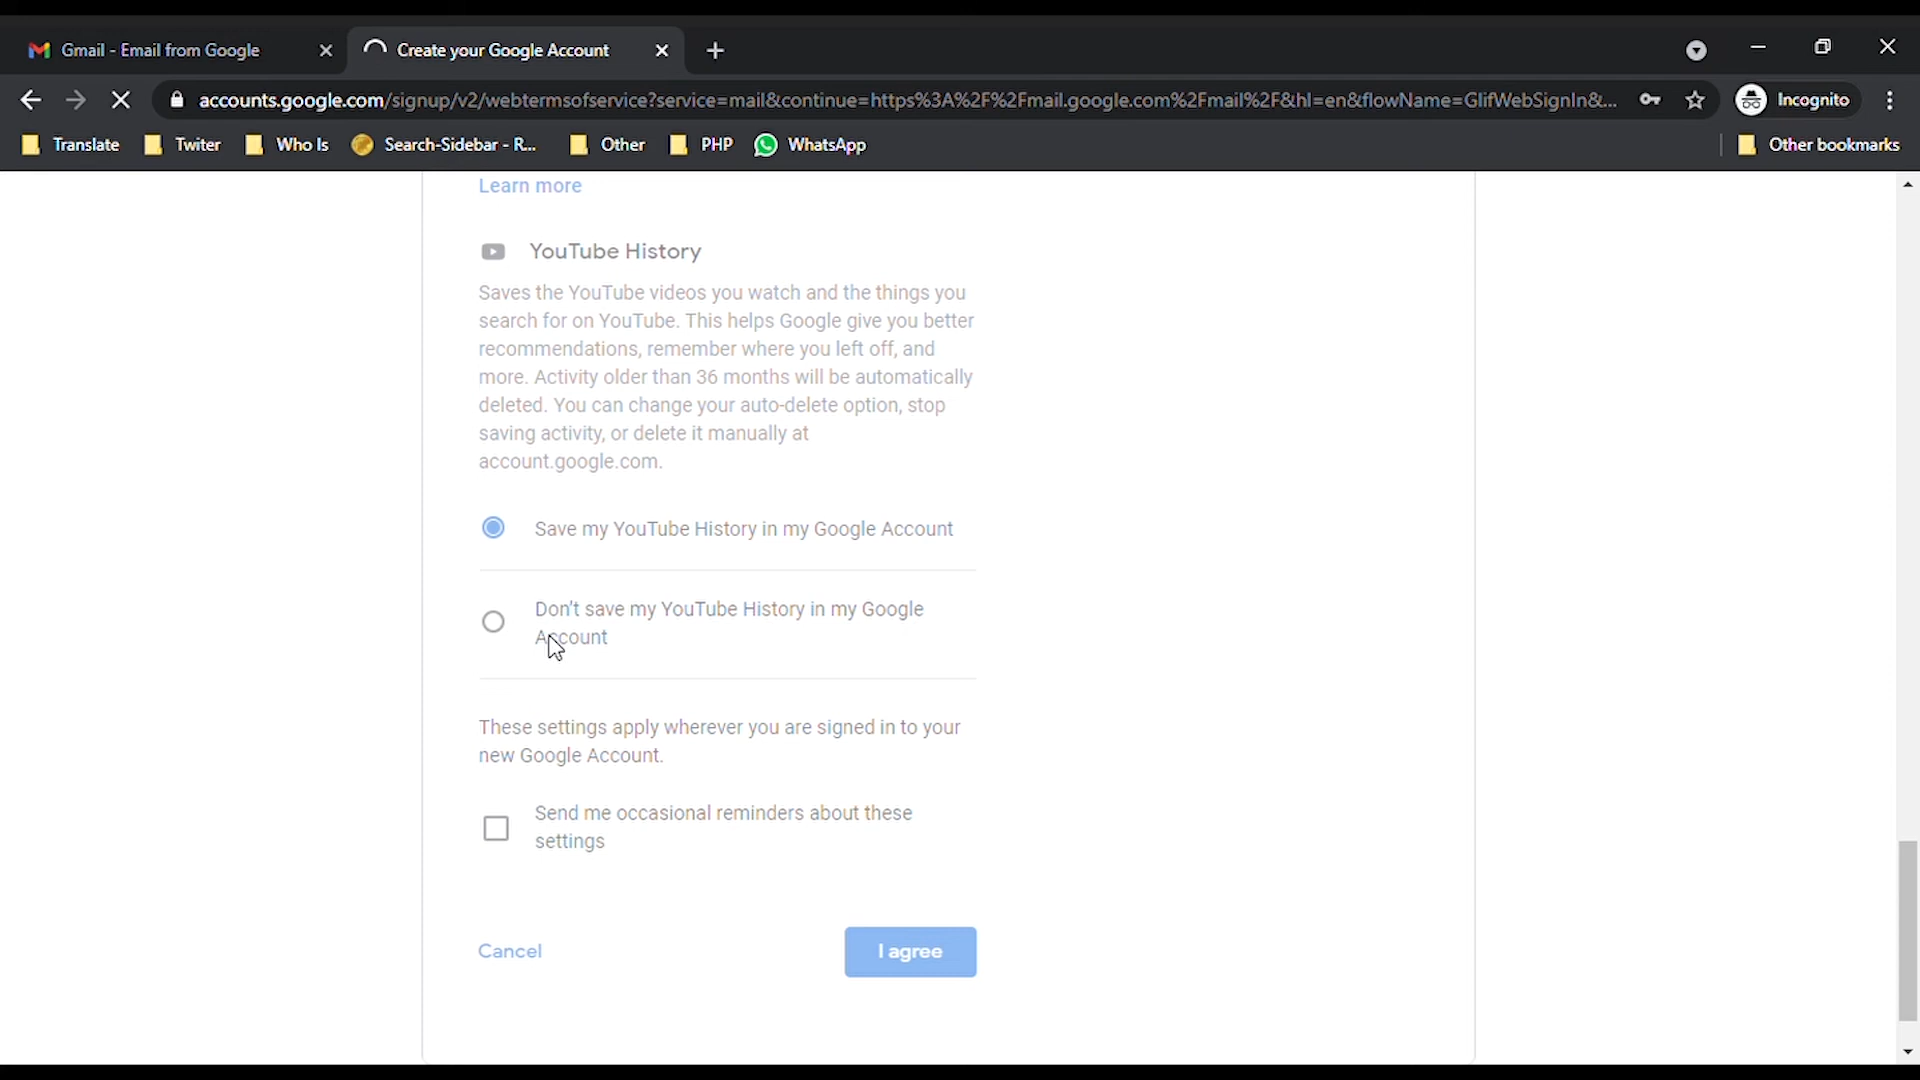 Gmail - Email from Google
Create your Google Account
accounts.google.com/signup/v2/webtermsofservice?service=mail&continue=https%3A%2F%2Fmail.google.com%2Fmail%2F&hl=en&flowName=GlifWebSignIn&...
Incognito
Translate
Twiter
Who Is
Search-Sidebar - R...
Other
PHP
WhatsApp
Other bookmarks
Learn more
YouTube History
Saves the YouTube videos you watch and the things you
search for on YouTube. This helps Google give you better
recommendations, remember where you left off, and
more. Activity older than 36 months will be automatically
deleted. You can change your auto-delete option, stop
saving activity, or delete it manually at
account.google.com.
Save my YouTube History in my Google Account
Don't save my YouTube History in my Google
Account
These settings apply wherever you are signed in to your
new Google Account.
Send me occasional reminders about these
settings
Cancel
I agree